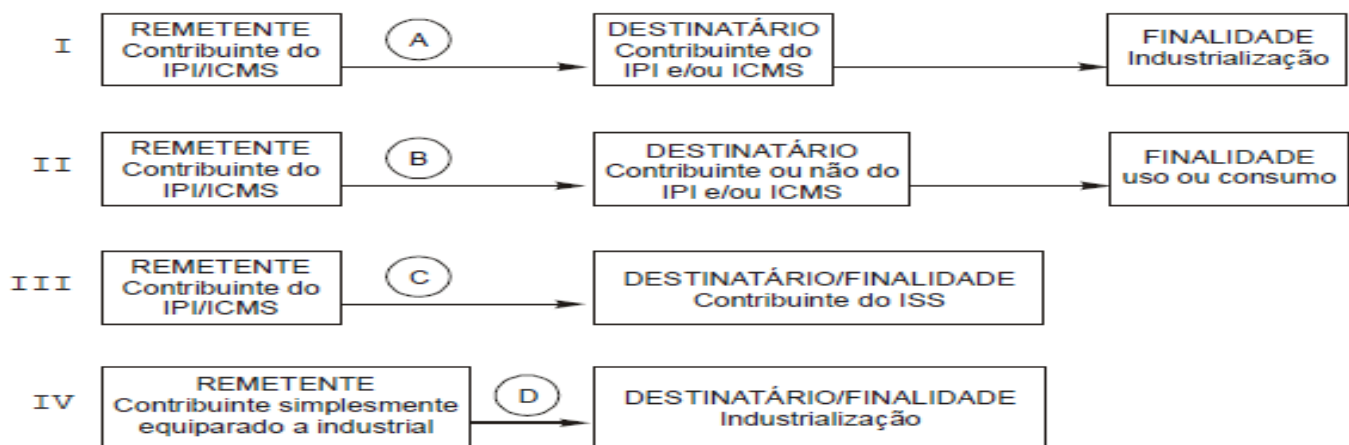 I
REMETENTE
Contribuinte do
IPI/ICMS
A
DESTINATÁRIO
Contribuinte do
IPI e/ou ICMS
FINALIDADE
Industrialização
II
REMETENTE
Contribuinte do
IPI/ICMS
B
DESTINATÁRIO
Contribuinte ou não do
IPI e/ou ICMS
FINALIDADE
uso ou consumo
III
REMETENTE
Contribuinte do
IPI/ICMS
C
DESTINATÁRIO/FINALIDADE
Contribuinte do ISS
IV
REMETENTE
Contribuinte simplesmente
equiparado a industrial
D
DESTINATÁRIO/FINALIDADE
Industrialização